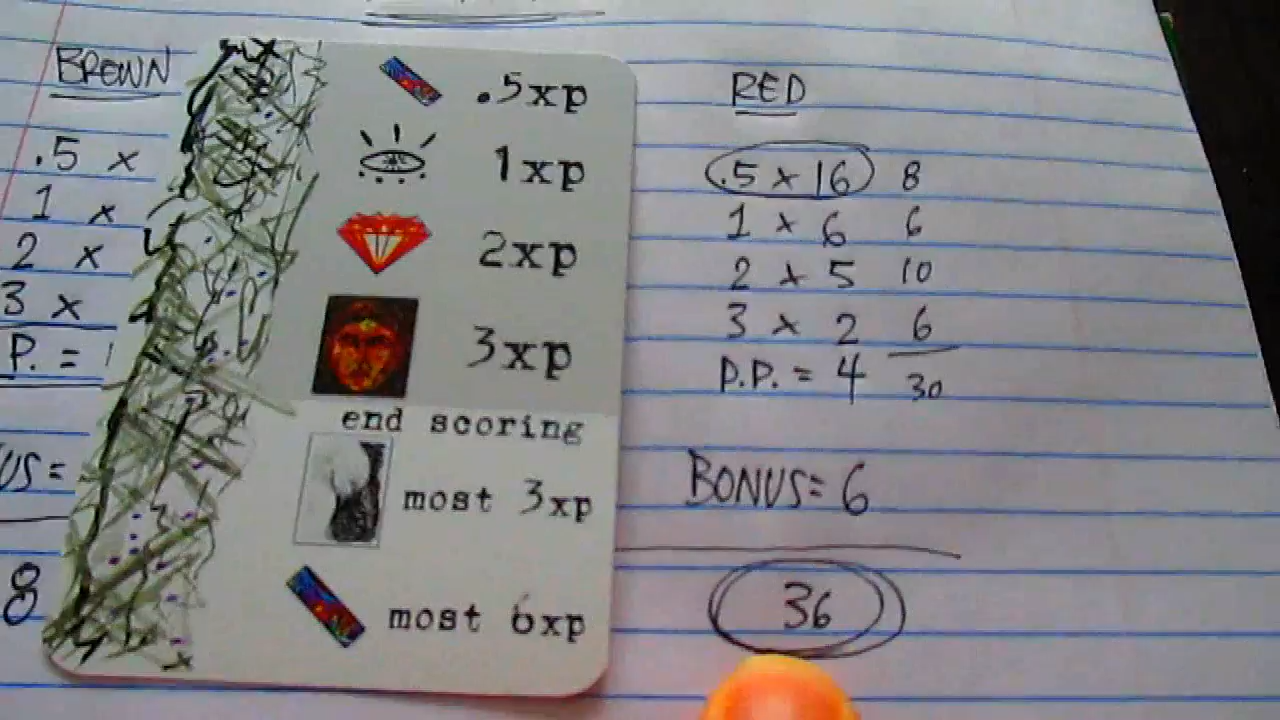 BROWN
.5 x
1 x
2 x
3 x
P. =
US =
8
.5xp
1xp
2xp
3xp
end scoring
most 3xp
most 6xp
RED
.5 x 16 8
1 x 6 6
2 x 5 10
3 x 2 6
P.P. = 4 30
BONUS = 6
36